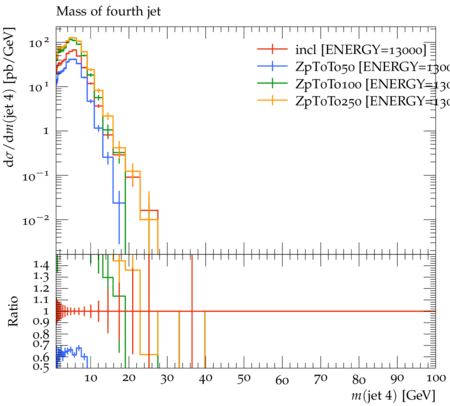 Mass of fourth jet
dσ/dm(jet 4) [pb/GeV]
10²
10¹
1
10⁻¹
10⁻²
incl [ENERGY=13000]
ZpToTo50 [ENERGY=1300
ZpToTo100 [ENERGY=130
ZpToTo250 [ENERGY=130
Ratio
1.4
1.3
1.2
1.1
1
0.9
0.8
0.7
0.6
0.5
10 20 30 40 50 60 70 80 90 100
m(jet 4) [GeV]